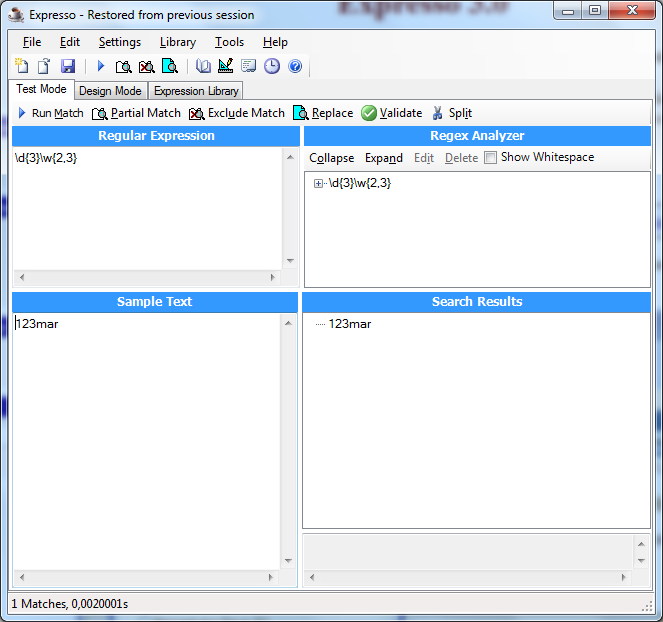 Expresso 3.0
Expresso - Restored from previous session
File Edit Settings Library Tools Help
Test Mode Design Mode Expression Library
Run Match Partial Match Exclude Match Replace Validate Split
Regular Expression
\d{3}\w{2,3}
Regex Analyzer
Collapse Expand Edit Delete Show Whitespace
\d{3}\w{2,3}
Sample Text
123mar
Search Results
123mar
1 Matches, 0,0020001s